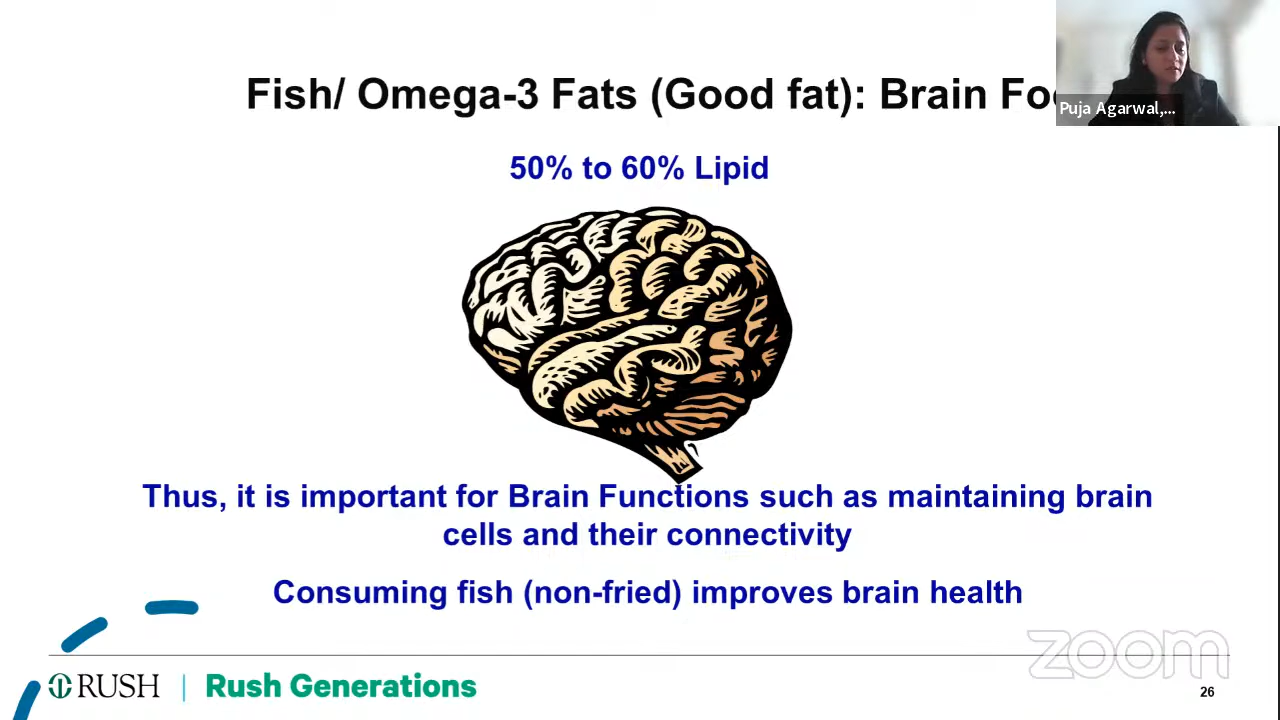 Fish/ Omega-3 Fats (Good fat): Brain
Puja Agarwal,...
50% to 60% Lipid
Thus, it is important for Brain Functions such as maintaining brain
cells and their connectivity
Consuming fish (non-fried) improves brain health
zoom
RUSH | Rush Generations
26